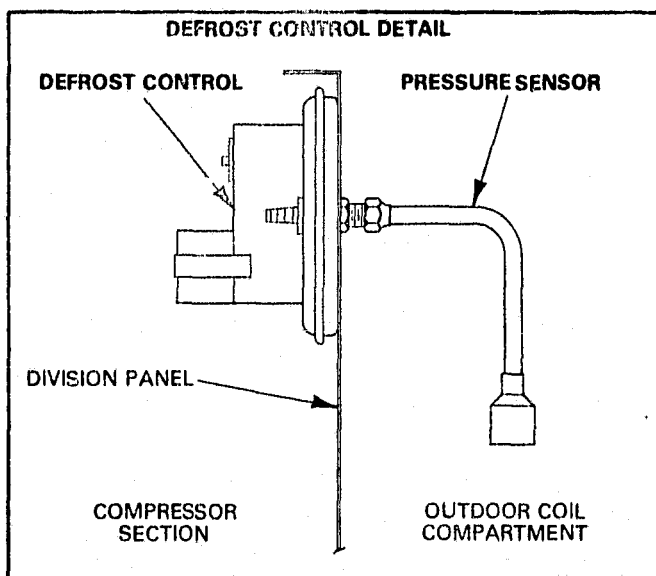 DEFROST CONTROL DETAIL
DEFROST CONTROL
PRESSURE SENSOR
DIVISION PANEL
COMPRESSOR
SECTION
OUTDOOR COIL
COMPARTMENT